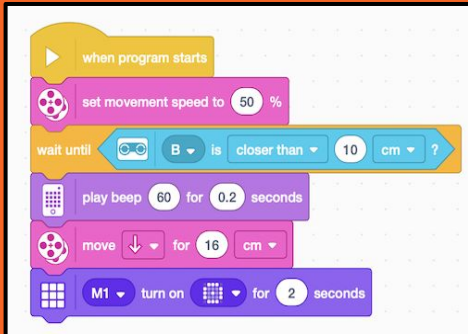 when program starts
set movement speed to 50 %
wait until B is closer than 10 cm ?
play beep 60 for 0.2 seconds
move for 16 cm
M1 turn on for 2 seconds